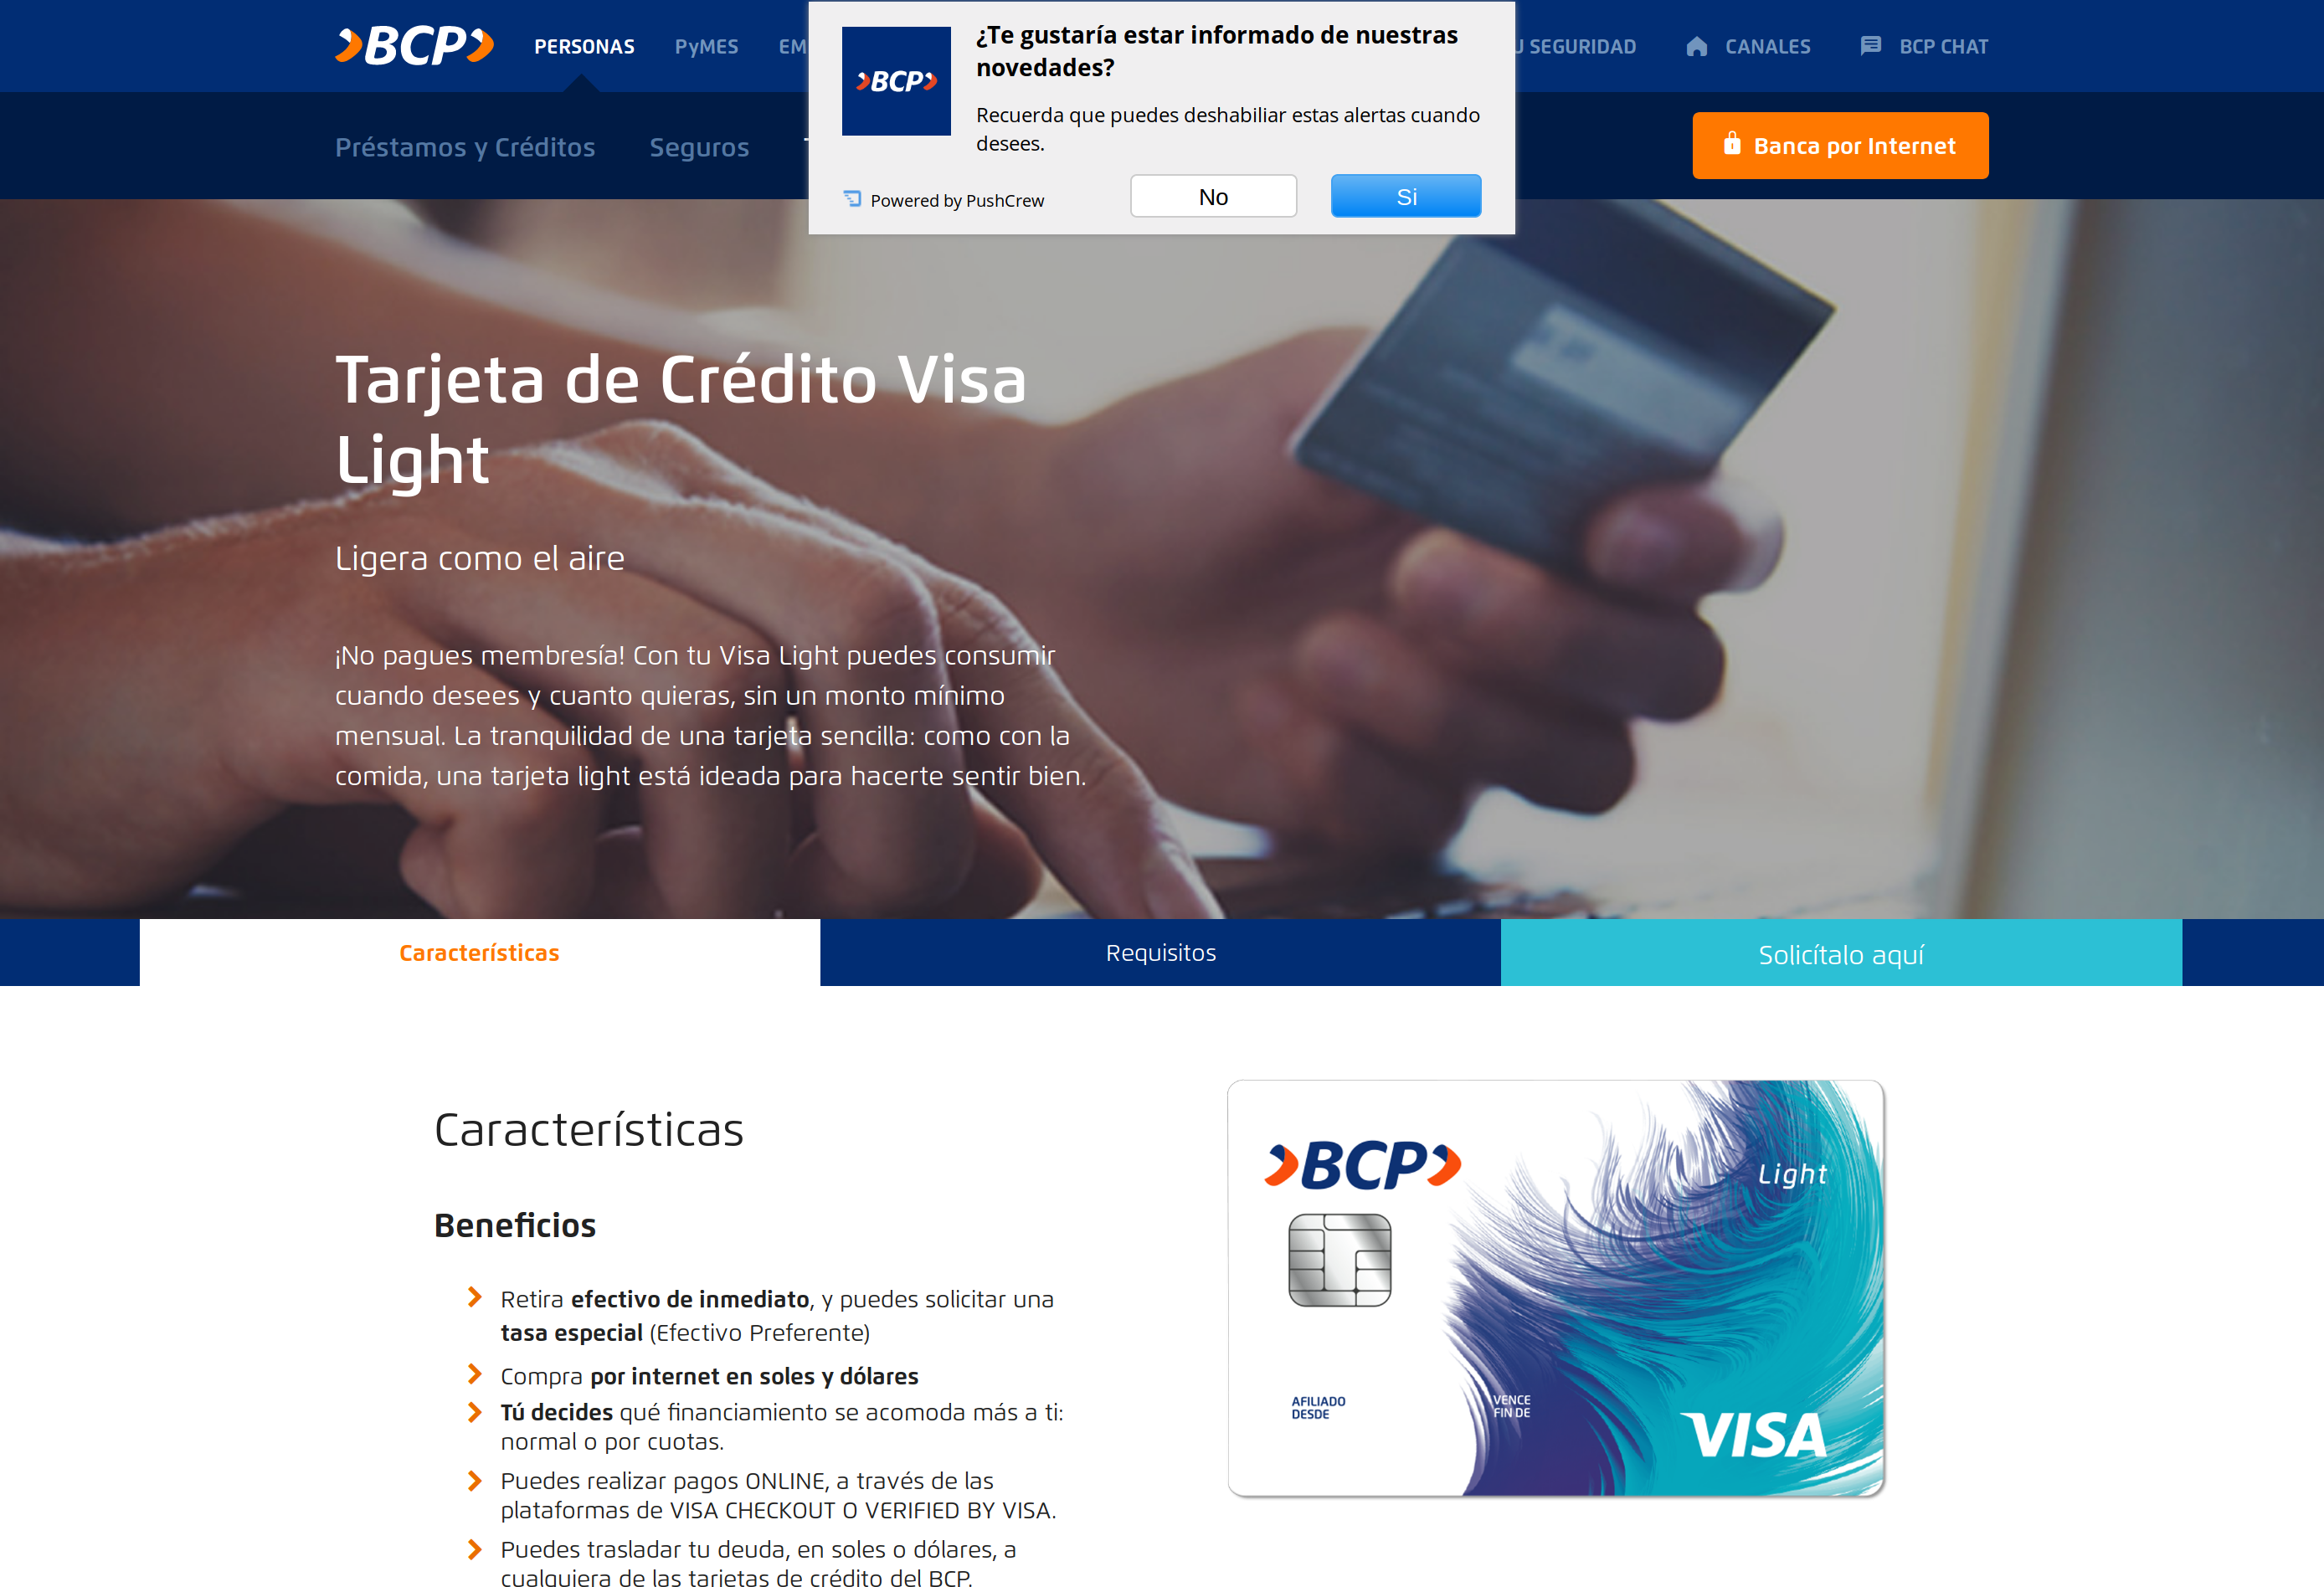 BCP
PERSONAS
PyMES
EM
U SEGURIDAD
CANALES
BCP CHAT
BCP
¿Te gustaría estar informado de nuestras
novedades?
Recuerda que puedes deshabiliar estas alertas cuando
desees.
Powered by PushCrew
No
Si
Préstamos y Créditos
Seguros
Banca por Internet
Tarjeta de Crédito Visa
Light
Ligera como el aire
¡No pagues membresía! Con tu Visa Light puedes consumir
cuando desees y cuanto quieras, sin un monto mínimo
mensual. La tranquilidad de una tarjeta sencilla: como con la
comida, una tarjeta light está ideada para hacerte sentir bien.
Características
Requisitos
Solicítalo aquí
Características
Beneficios
Retira efectivo de inmediato, y puedes solicitar una
tasa especial (Efectivo Preferente)
Compra por internet en soles y dólares
Tú decides qué financiamiento se acomoda más a ti:
normal o por cuotas.
Puedes realizar pagos ONLINE, a través de las
plataformas de VISA CHECKOUT O VERIFIED BY VISA.
Puedes trasladar tu deuda, en soles o dólares, a
cualquiera de las tarjetas de crédito del BCP.
BCP
Light
AFILIADO
DESDE
VENCE
FIN DE
VISA